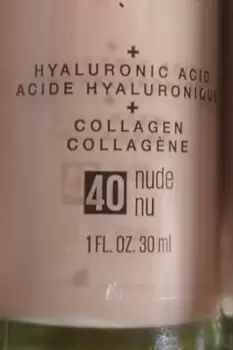 +
HYALURONIC ACID
ACIDE HYALURONIQUE
+
COLLAGEN
COLLAGÈNE
40 nude
nu
1 FL. OZ. 30 ml